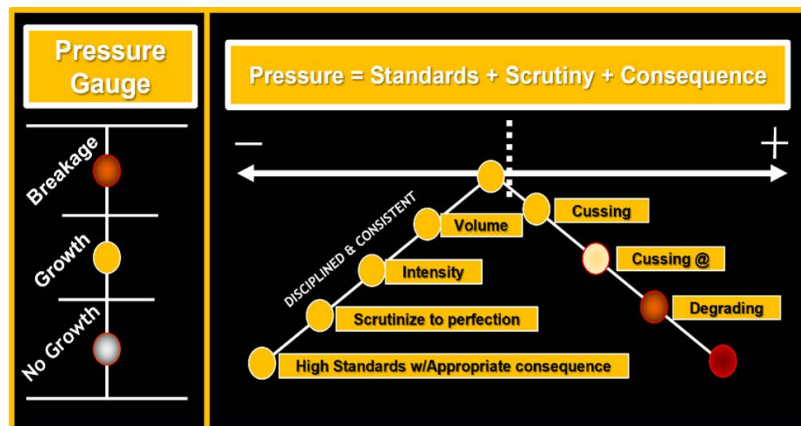 Pressure
Gauge
Breakage
Growth
No Growth
Pressure = Standards + Scrutiny + Consequence
− +
DISCIPLINED & CONSISTENT
Volume
Intensity
Scrutinize to perfection
High Standards w/Appropriate consequence
Cussing
Cussing @
Degrading